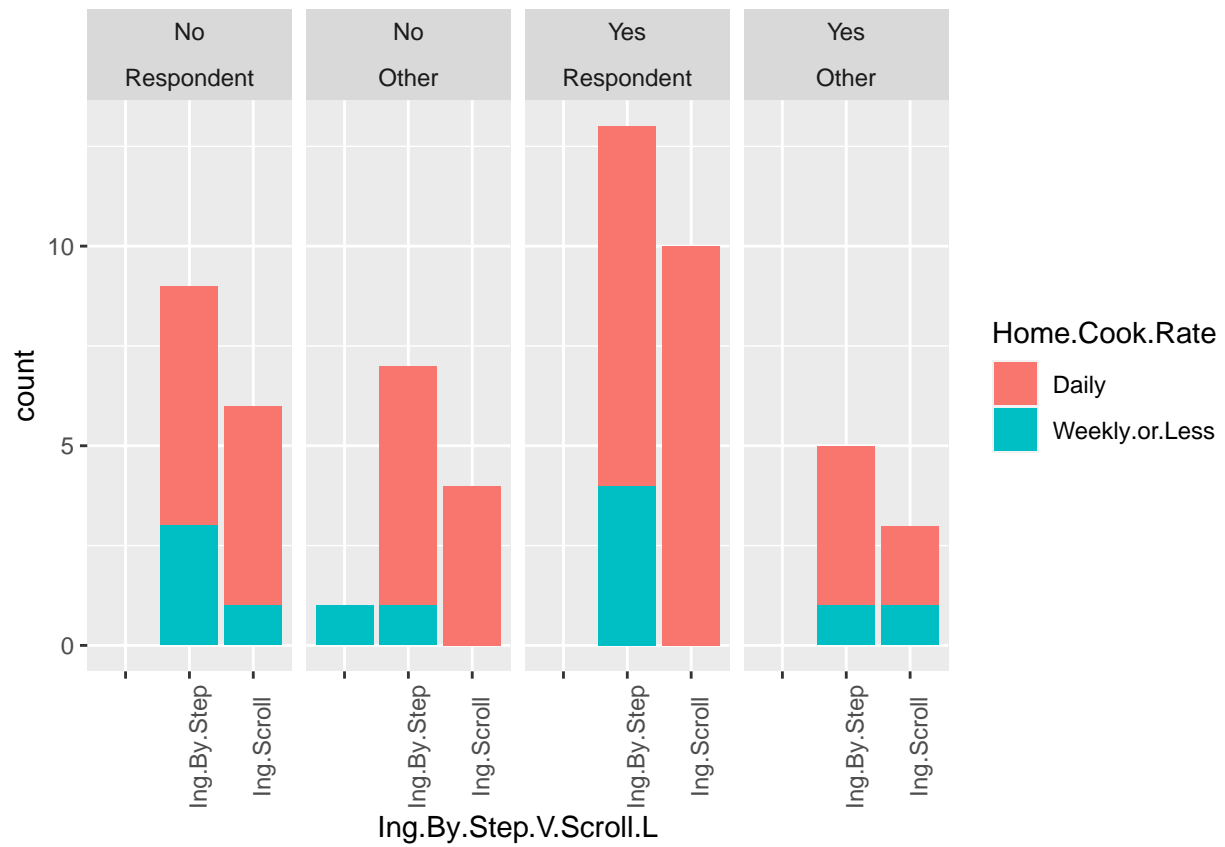 No
No
Yes
Yes
Respondent
Other
Respondent
Other
count
10
5
0
Ing.By.Step
Ing.Scroll
Ing.By.Step
Ing.Scroll
Ing.By.Step
Ing.Scroll
Ing.By.Step
Ing.Scroll
Ing.By.Step.V.Scroll.L
Home.Cook.Rate
Daily
Weekly.or.Less